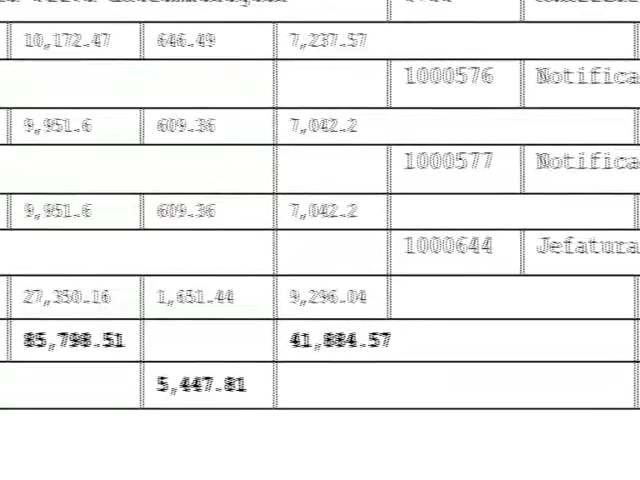 10,172.47 646.49 7,237.57
1000576 Notifica
9,951.6 609.36 7,042.2
1000577 Notifica
9,951.6 609.36 7,042.2
1000644 Jefatura
27,350.16 1,651.44 9,296.04
85,798.51 41,884.57
5,447.81